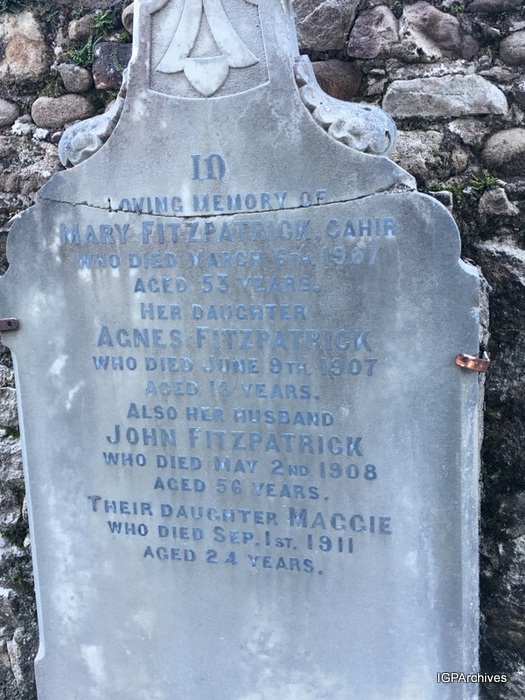 In
LOVING MEMORY OF
MARY FITZPATRICK, CAHIR
WHO DIED MARCH 6TH 1907
AGED 53 YEARS.
HER DAUGHTER
AGNES FITZPATRICK
WHO DIED JUNE 9TH 1907
AGED 16 YEARS.
ALSO HER HUSBAND
JOHN FITZPATRICK
WHO DIED MAY 2ND 1908
AGED 56 YEARS.
THEIR DAUGHTER MAGGIE
WHO DIED SEP. 1ST. 1911
AGED 24 YEARS.
IGPArchives